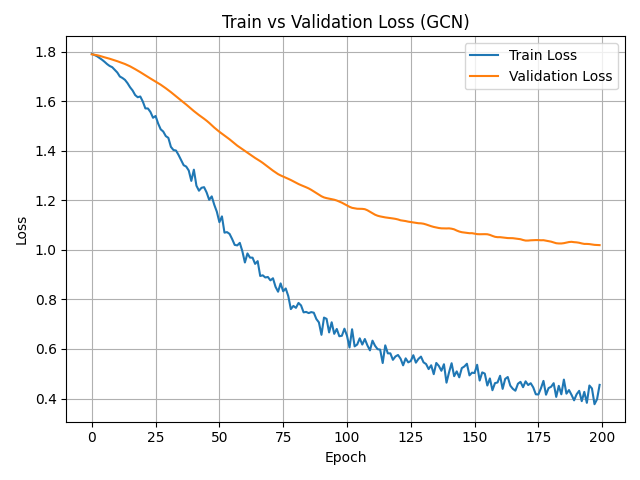 Train vs Validation Loss (GCN)
Train Loss
Validation Loss
Loss
1.8
1.6
1.4
1.2
1.0
0.8
0.6
0.4
0 25 50 75 100 125 150 175 200
Epoch